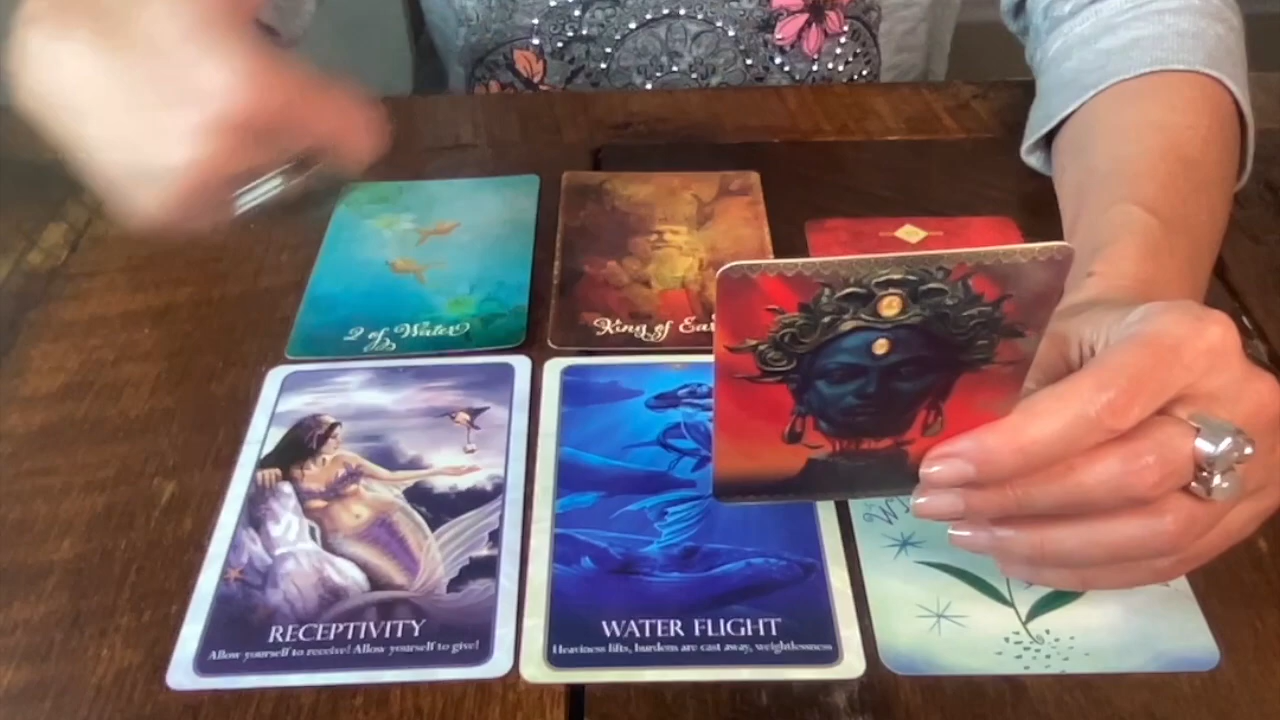 2 of Water
King of Ear
RECEPTIVITY
Allow yourself to receive! Allow yourself to give!
WATER FLIGHT
Heaviness lifts, burdens are cast away, weightlessness